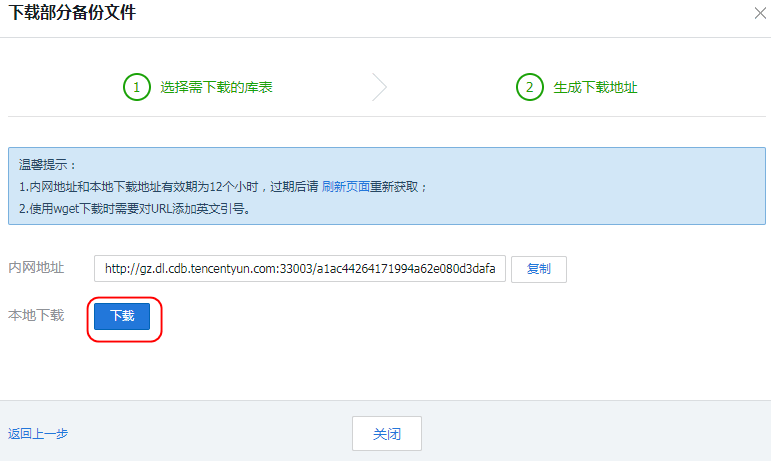 下载部分备份文件
1 选择需下载的库表
2 生成下载地址
温馨提示：
1.内网地址和本地下载地址有效期为12个小时，过期后请 刷新页面重新获取；
2.使用wget下载时需要对URL添加英文引号。
内网地址 http://gz.dl.cdb.tencentyun.com:33003/a1ac44264171994a62e080d3dafa 复制
本地下载 下载
返回上一步 关闭